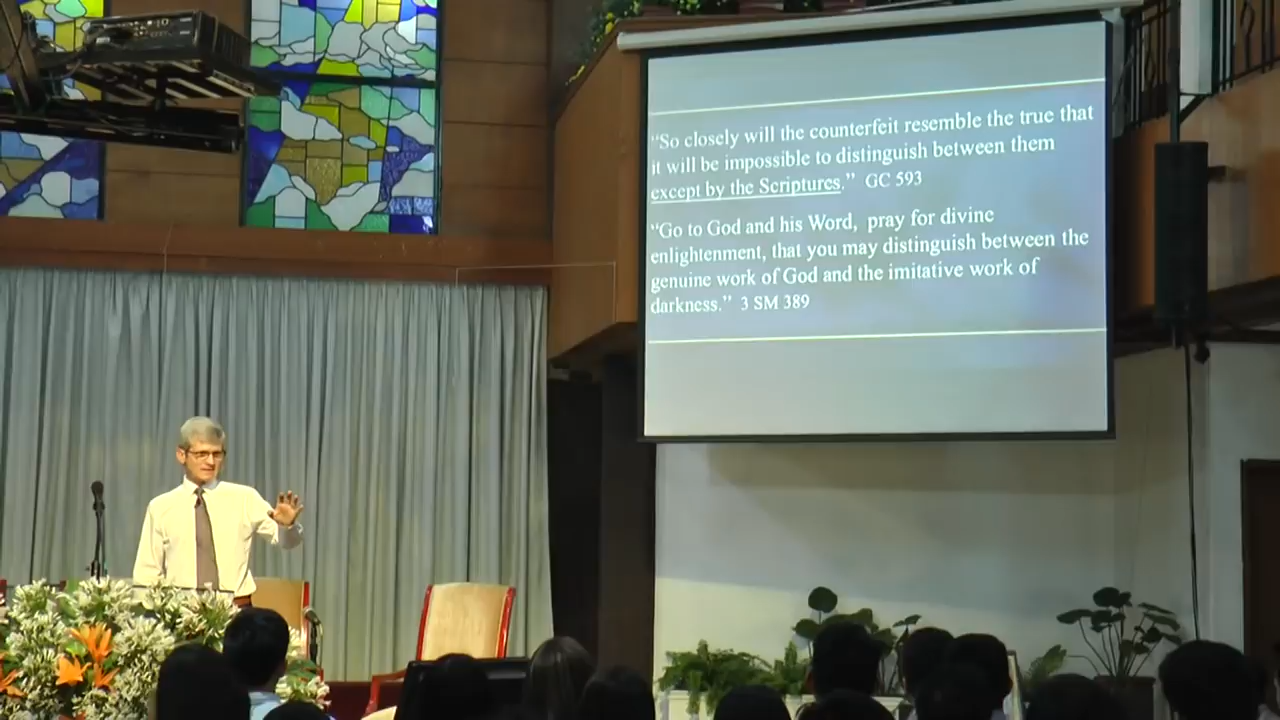 “So closely will the counterfeit resemble the true that
it will be impossible to distinguish between them
except by the Scriptures.” GC 593
“Go to God and his Word, pray for divine
enlightenment, that you may distinguish between the
genuine work of God and the imitative work of
darkness.” 3 SM 389